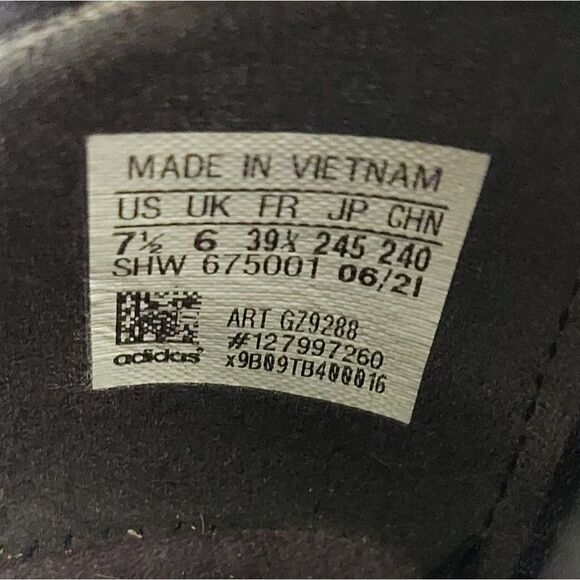 MADE IN VIETNAM
US UK FR JP CHN
7½ 6 39⅓ 245 240
SHW 675001 06/21
ART GZ9288
#127997260
x9B09TB400016
adidas